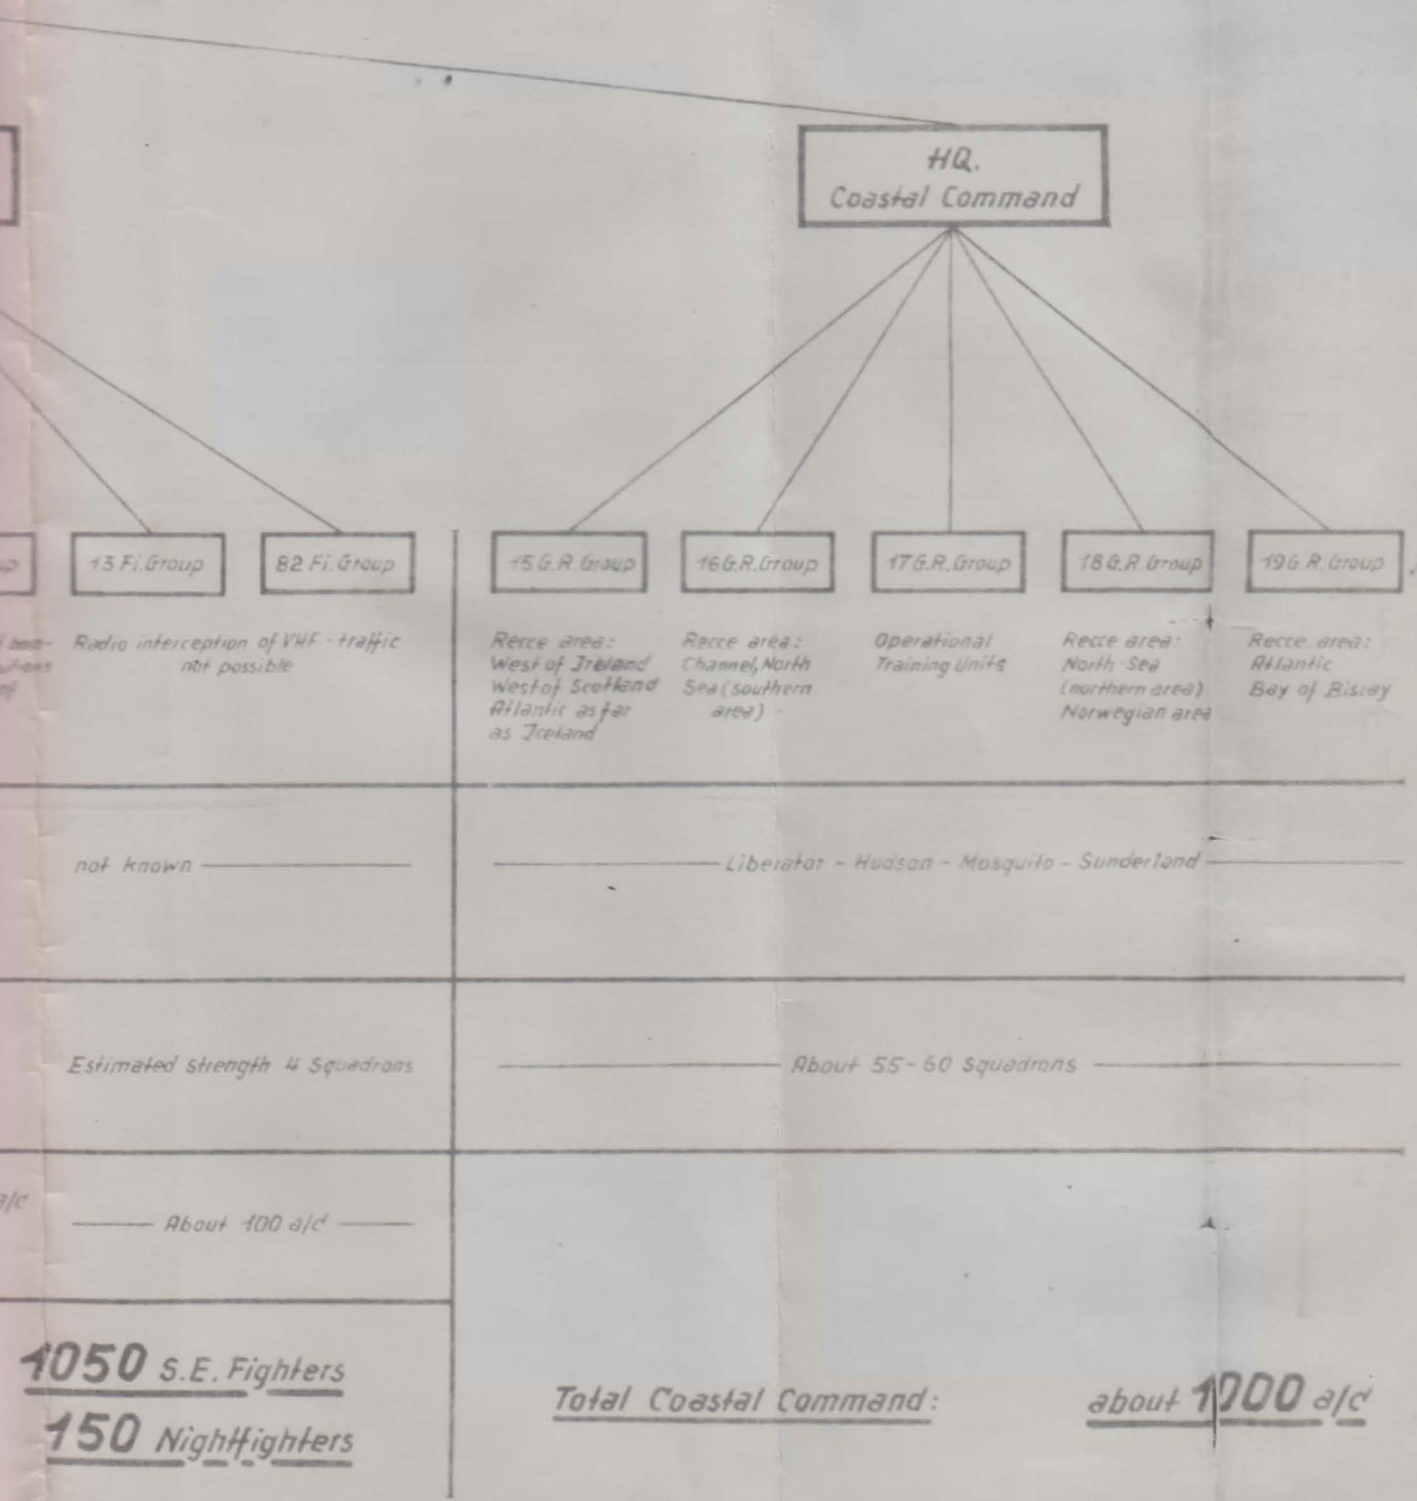 HQ.
Coastal Command
13 Fi. Group
82 Fi. Group
15 G.R. Group
16 G.R. Group
17 G.R. Group
18 G.R. Group
19 G.R. Group
Radio interception of VHF - traffic
not possible
Recce area:
West of Ireland
West of Scotland
Atlantic as far
as Iceland
Recce area:
Channel, North
Sea (southern
area)
Operational
Training Units
Recce area:
North-Sea
(northern area)
Norwegian area
Recce area:
Atlantic
Bay of Biscay
not known
Liberator - Hudson - Mosquito - Sunderland
Estimated strength 4 Squadrons
About 55-60 Squadrons
a/c
About 100 a/c
1050 S.E. Fighters
150 Nightfighters
Total Coastal Command: about 1000 a/c